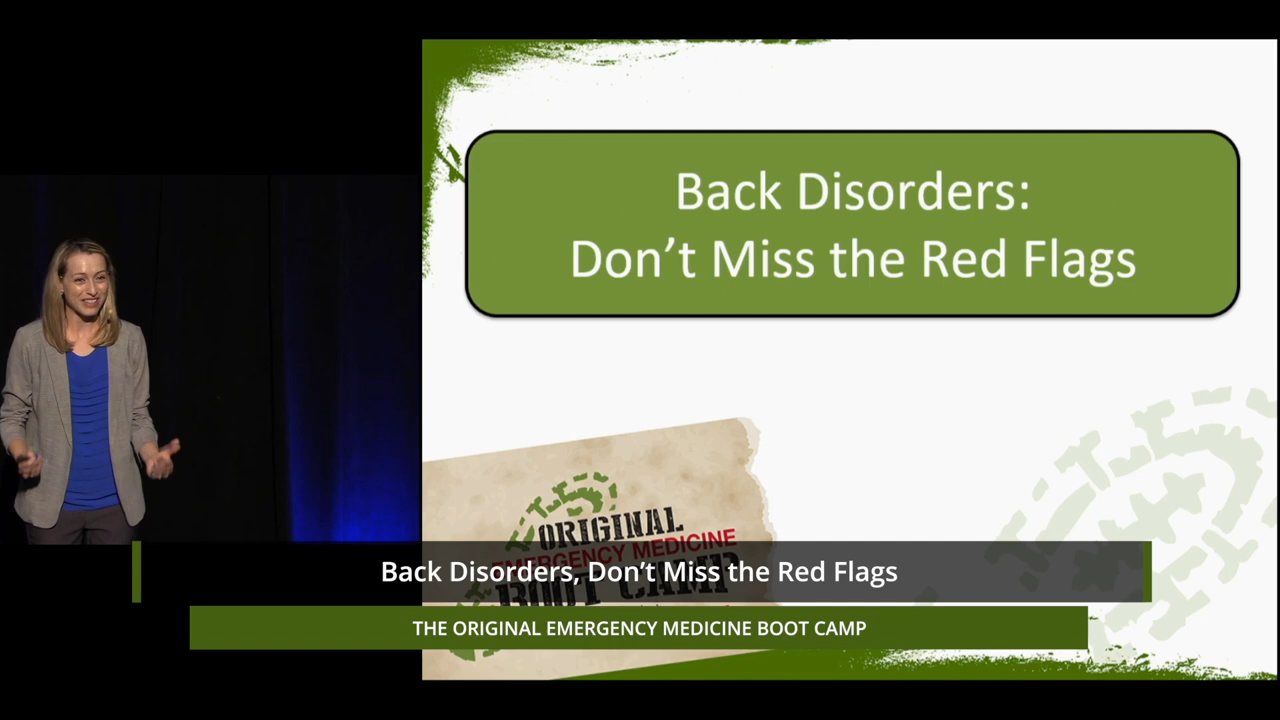 Back Disorders:
Don't Miss the Red Flags
ORIGINAL
EMERGENCY MEDICINE
BOOT CAMP
Back Disorders, Don't Miss the Red Flags
THE ORIGINAL EMERGENCY MEDICINE BOOT CAMP